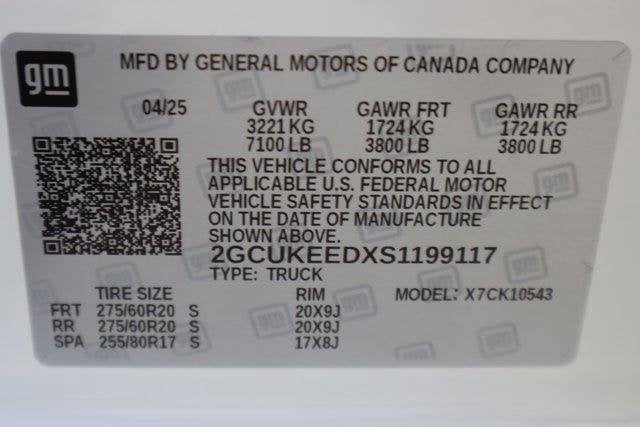 gm
MFD BY GENERAL MOTORS OF CANADA COMPANY
04/25 GVWR GAWR FRT GAWR RR
3221 KG 1724 KG 1724 KG
7100 LB 3800 LB 3800 LB
THIS VEHICLE CONFORMS TO ALL
APPLICABLE U.S. FEDERAL MOTOR
VEHICLE SAFETY STANDARDS IN EFFECT
ON THE DATE OF MANUFACTURE
SHOWN ABOVE.
2GCUKEEDXS1199117
TYPE: TRUCK
TIRE SIZE RIM MODEL: X7CK10543
FRT 275/60R20 S 20X9J
RR 275/60R20 S 20X9J
SPA 255/80R17 S 17X8J